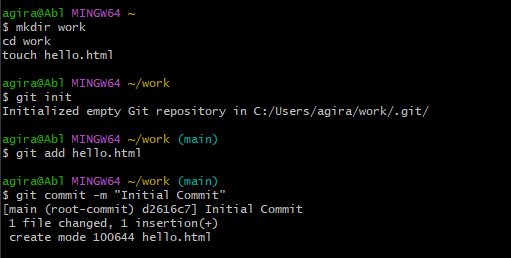 agira@Abl MINGW64 ~
$ mkdir work
cd work
touch hello.html
agira@Abl MINGW64 ~/work
$ git init
Initialized empty Git repository in C:/Users/agira/work/.git/
agira@Abl MINGW64 ~/work (main)
$ git add hello.html
agira@Abl MINGW64 ~/work (main)
$ git commit -m "Initial Commit"
[main (root-commit) d2616c7] Initial Commit
 1 file changed, 1 insertion(+)
 create mode 100644 hello.html